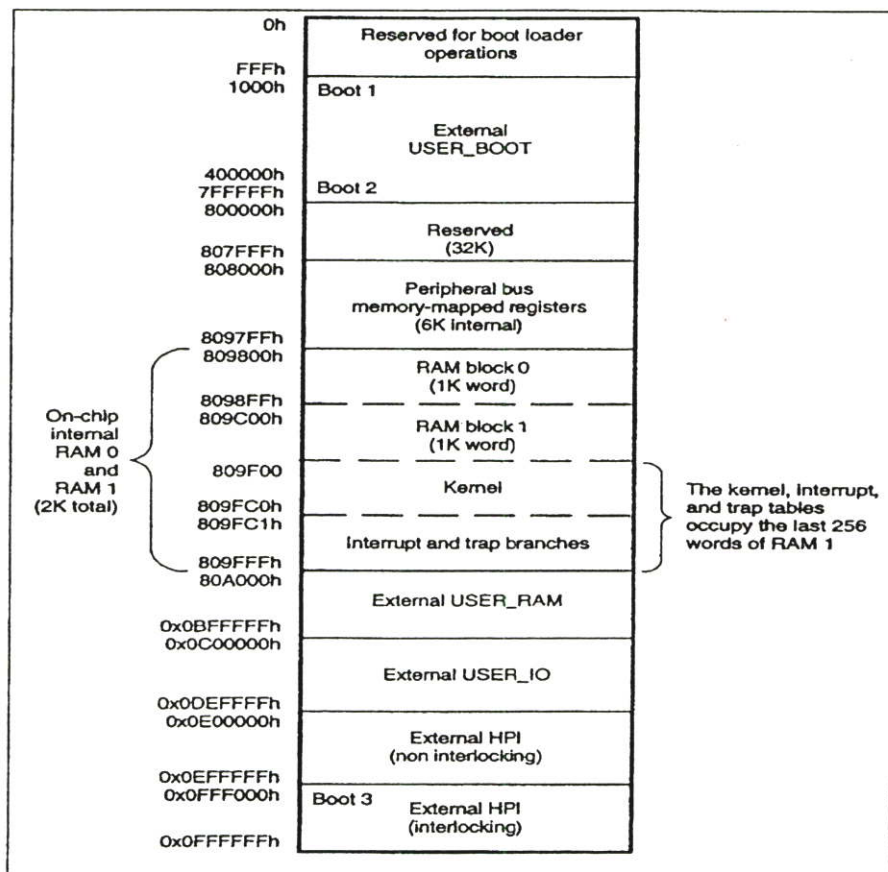 0h
Reserved for boot loader
operations
FFFh
1000h
Boot 1
External
USER_BOOT
400000h
7FFFFFh
Boot 2
800000h
Reserved
(32K)
807FFFh
808000h
Peripheral bus
memory-mapped registers
(6K internal)
8097FFh
809800h
RAM block 0
(1K word)
8098FFh
809C00h
RAM block 1
(1K word)
On-chip
internal
RAM 0
and
RAM 1
(2K total)
809F00
Kernel
809FC0h
809FC1h
Interrupt and trap branches
The kernel, interrupt,
and trap tables
occupy the last 256
words of RAM 1
809FFFh
80A000h
External USER_RAM
0x0BFFFFFh
0x0C00000h
External USER_IO
0x0DEFFFFh
0x0E00000h
External HPI
(non interlocking)
0x0EFFFFFh
0x0FFF000h
Boot 3
External HPI
(interlocking)
0x0FFFFFFh